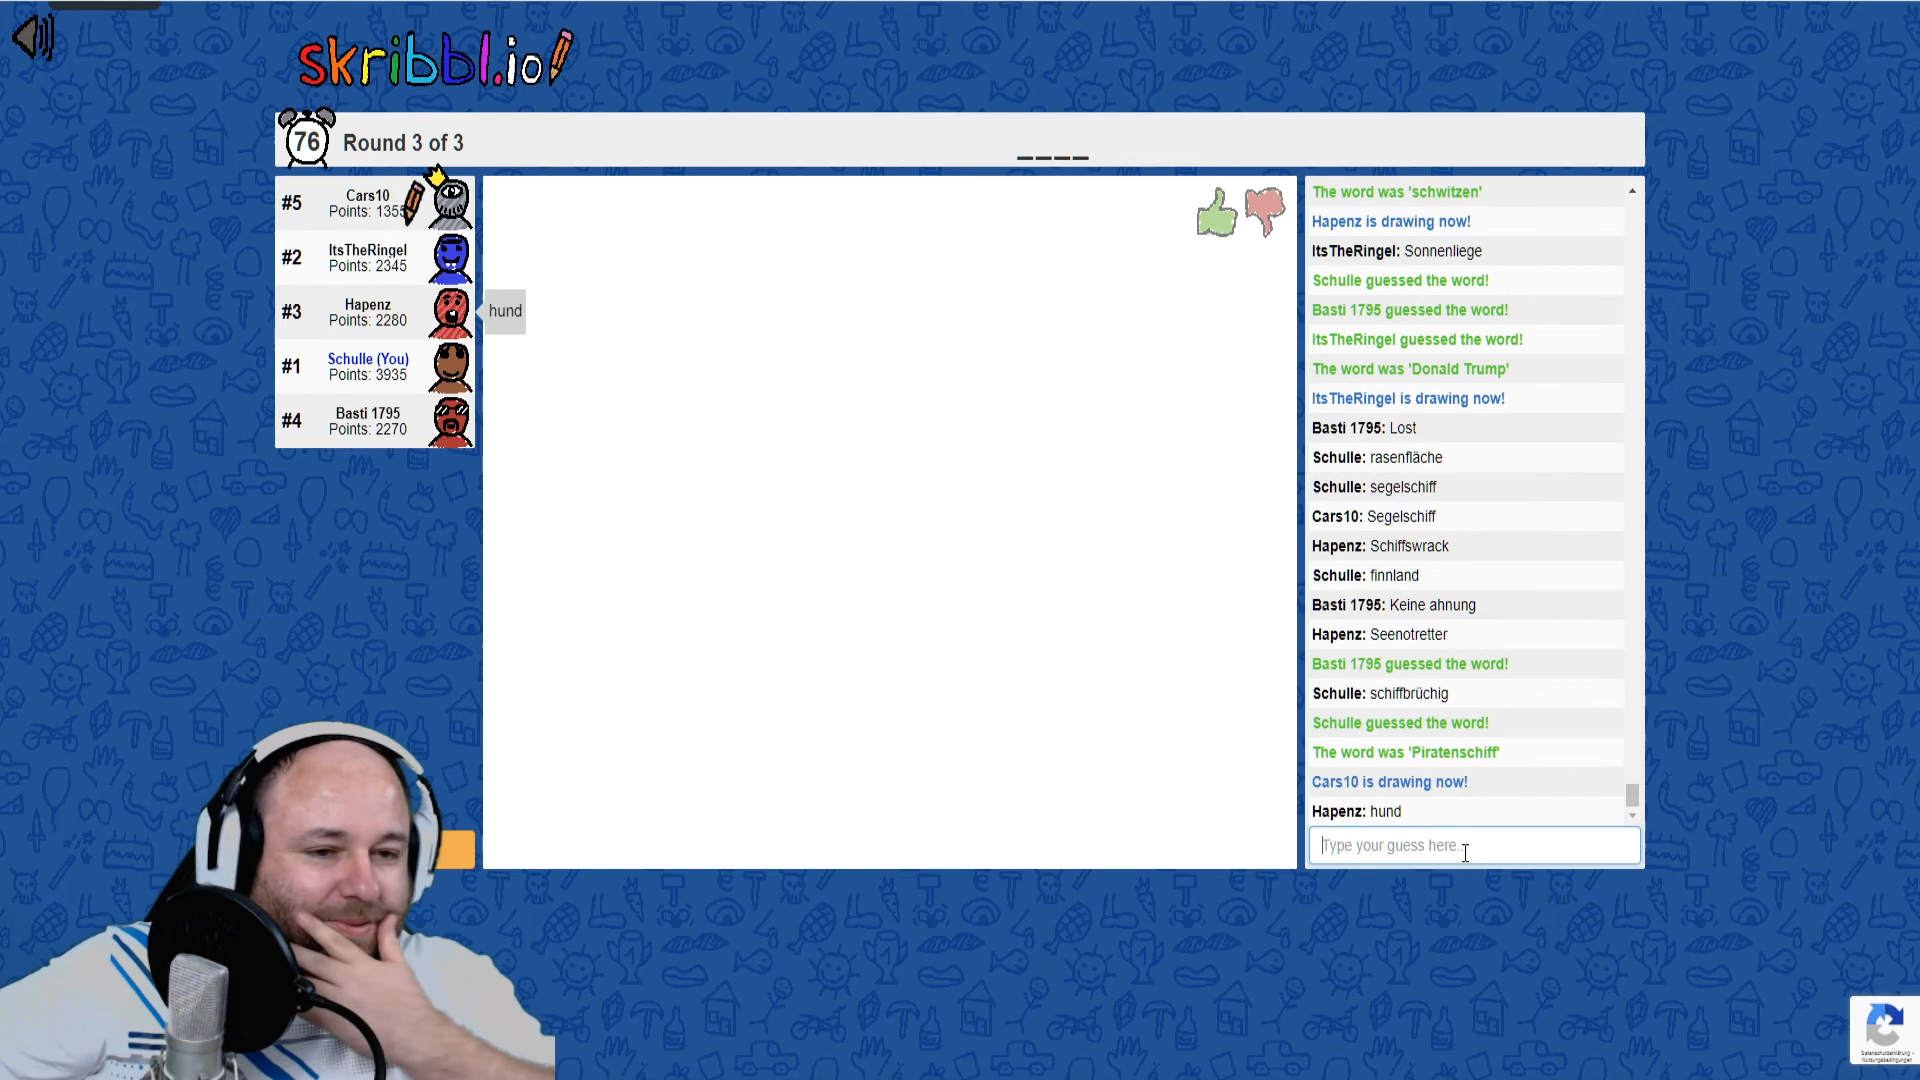 skribbl.io
76
Round 3 of 3
____
#5
Cars10
Points: 1355
#2
ItsTheRingel
Points: 2345
#3
Hapenz
Points: 2280
hund
#1
Schulle (You)
Points: 3935
#4
Basti 1795
Points: 2270
The word was 'schwitzen'
Hapenz is drawing now!
ItsTheRingel: Sonnenliege
Schulle guessed the word!
Basti 1795 guessed the word!
ItsTheRingel guessed the word!
The word was 'Donald Trump'
ItsTheRingel is drawing now!
Basti 1795: Lost
Schulle: rasenfläche
Schulle: segelschiff
Cars10: Segelschiff
Hapenz: Schiffswrack
Schulle: finnland
Basti 1795: Keine ahnung
Hapenz: Seenotretter
Basti 1795 guessed the word!
Schulle: schiffbrüchig
Schulle guessed the word!
The word was 'Piratenschiff'
Cars10 is drawing now!
Hapenz: hund
Type your guess here...
Datenschutzerklärung -
Nutzungsbedingungen